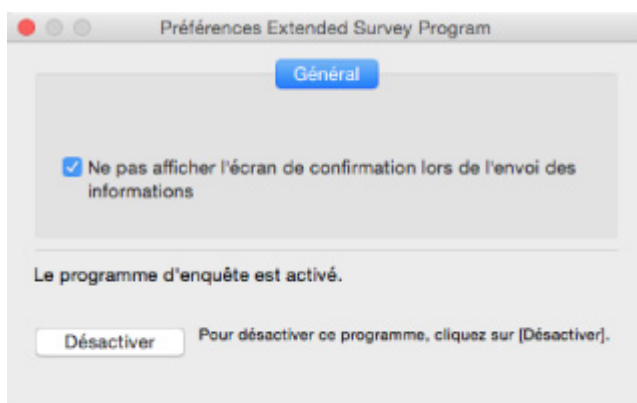 Préférences Extended Survey Program
Général
Ne pas afficher l'écran de confirmation lors de l'envoi des
informations
Le programme d'enquête est activé.
Désactiver
Pour désactiver ce programme, cliquez sur [Désactiver].